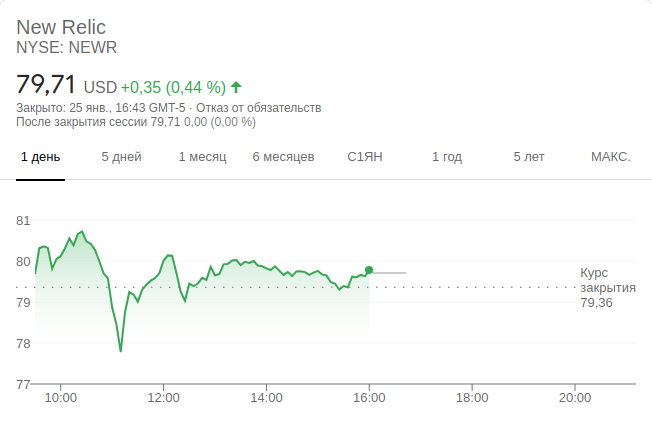 New Relic
NYSE: NEWR
79,71 USD +0,35 (0,44 %)
Закрыто: 25 янв., 16:43 GMT-5 · Отказ от обязательств
После закрытия сессии 79,71 0,00 (0,00 %)
1 день 5 дней 1 месяц 6 месяцев С1ЯН 1 год 5 лет МАКС.
81
80
79
78
77
Курс
закрытия
79,36
10:00 12:00 14:00 16:00 18:00 20:00